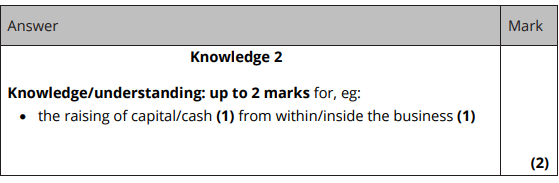 Answer Mark
Knowledge 2
Knowledge/understanding: up to 2 marks for, eg:
• the raising of capital/cash (1) from within/inside the business (1)
(2)